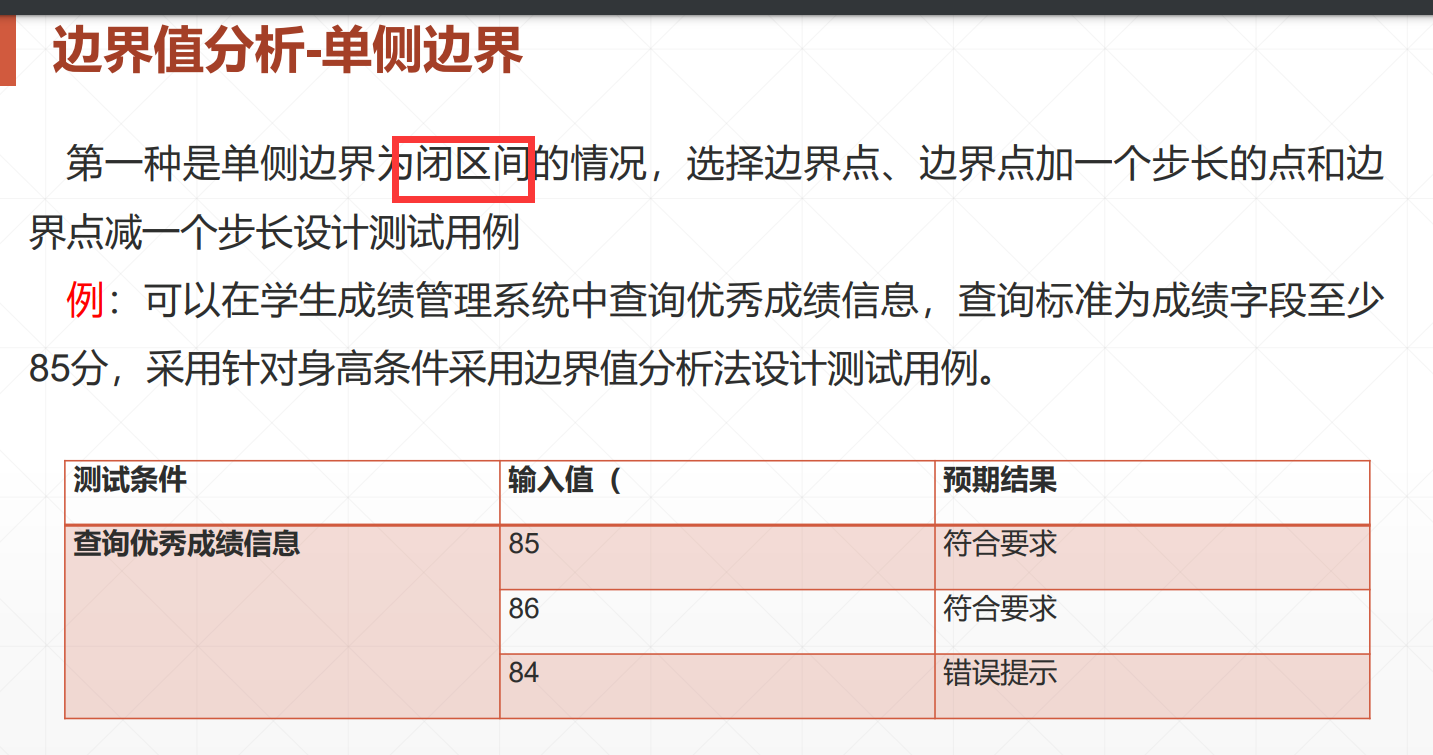 边界值分析-单侧边界
第一种是单侧边界为闭区间的情况，选择边界点、边界点加一个步长的点和边
界点减一个步长设计测试用例
例：可以在学生成绩管理系统中查询优秀成绩信息，查询标准为成绩字段至少
85分，采用针对身高条件采用边界值分析法设计测试用例。
测试条件 输入值（ 预期结果
查询优秀成绩信息 85 符合要求
86 符合要求
84 错误提示